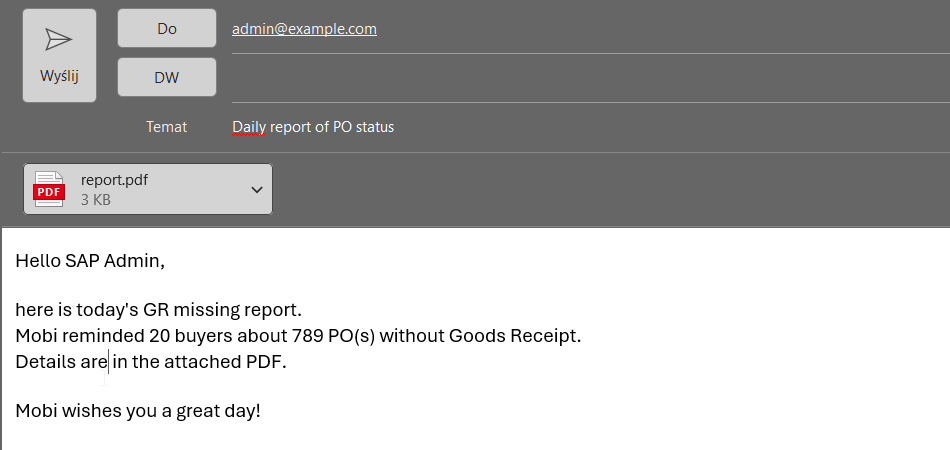 Do
admin@example.com
Wyślij
DW
Temat
Daily report of PO status
PDF
report.pdf
3 KB
Hello SAP Admin,
here is today's GR missing report.
Mobi reminded 20 buyers about 789 PO(s) without Goods Receipt.
Details are in the attached PDF.
Mobi wishes you a great day!